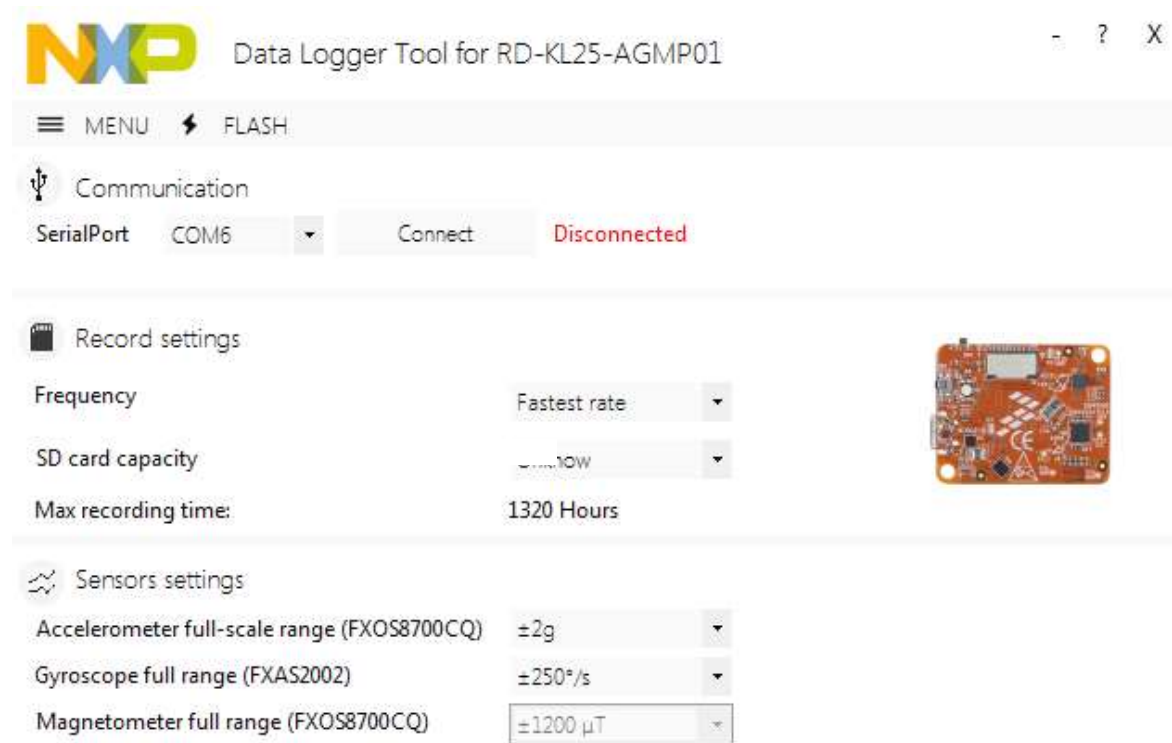 NXP Data Logger Tool for RD-KL25-AGMP01 - ? X
MENU FLASH
Communication
SerialPort COM6 Connect Disconnected
Record settings
Frequency Fastest rate
SD card capacity
Max recording time: 1320 Hours
Sensors settings
Accelerometer full-scale range (FXOS8700CQ) ±2g
Gyroscope full range (FXAS2002) ±250°/s
Magnetometer full range (FXOS8700CQ) ±1200 µT